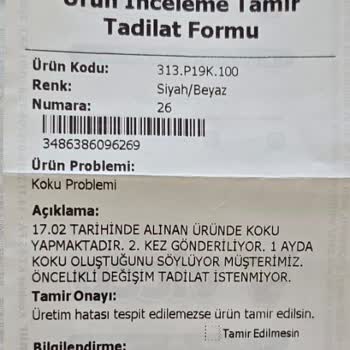 Ürün İnceleme Tamir
Tadilat Formu
Ürün Kodu: 313.P19K.100
Renk: Siyah/Beyaz
Numara: 26
3486386096269
Ürün Problemi:
Koku Problemi
Açıklama:
17.02 TARİHİNDE ALINAN ÜRÜNDE KOKU
YAPMAKTADIR. 2. KEZ GÖNDERİLİYOR. 1 AYDA
KOKU OLUŞTUĞUNU SÖYLÜYOR MÜŞTERİMİZ.
ÖNCELİKLİ DEĞİŞİM TADİLAT İSTENMİYOR.
Tamir Onayı:
Üretim hatası tespit edilemezse ürün tamir edilsin.
Tamir Edilmesin
Bilgilendirme: